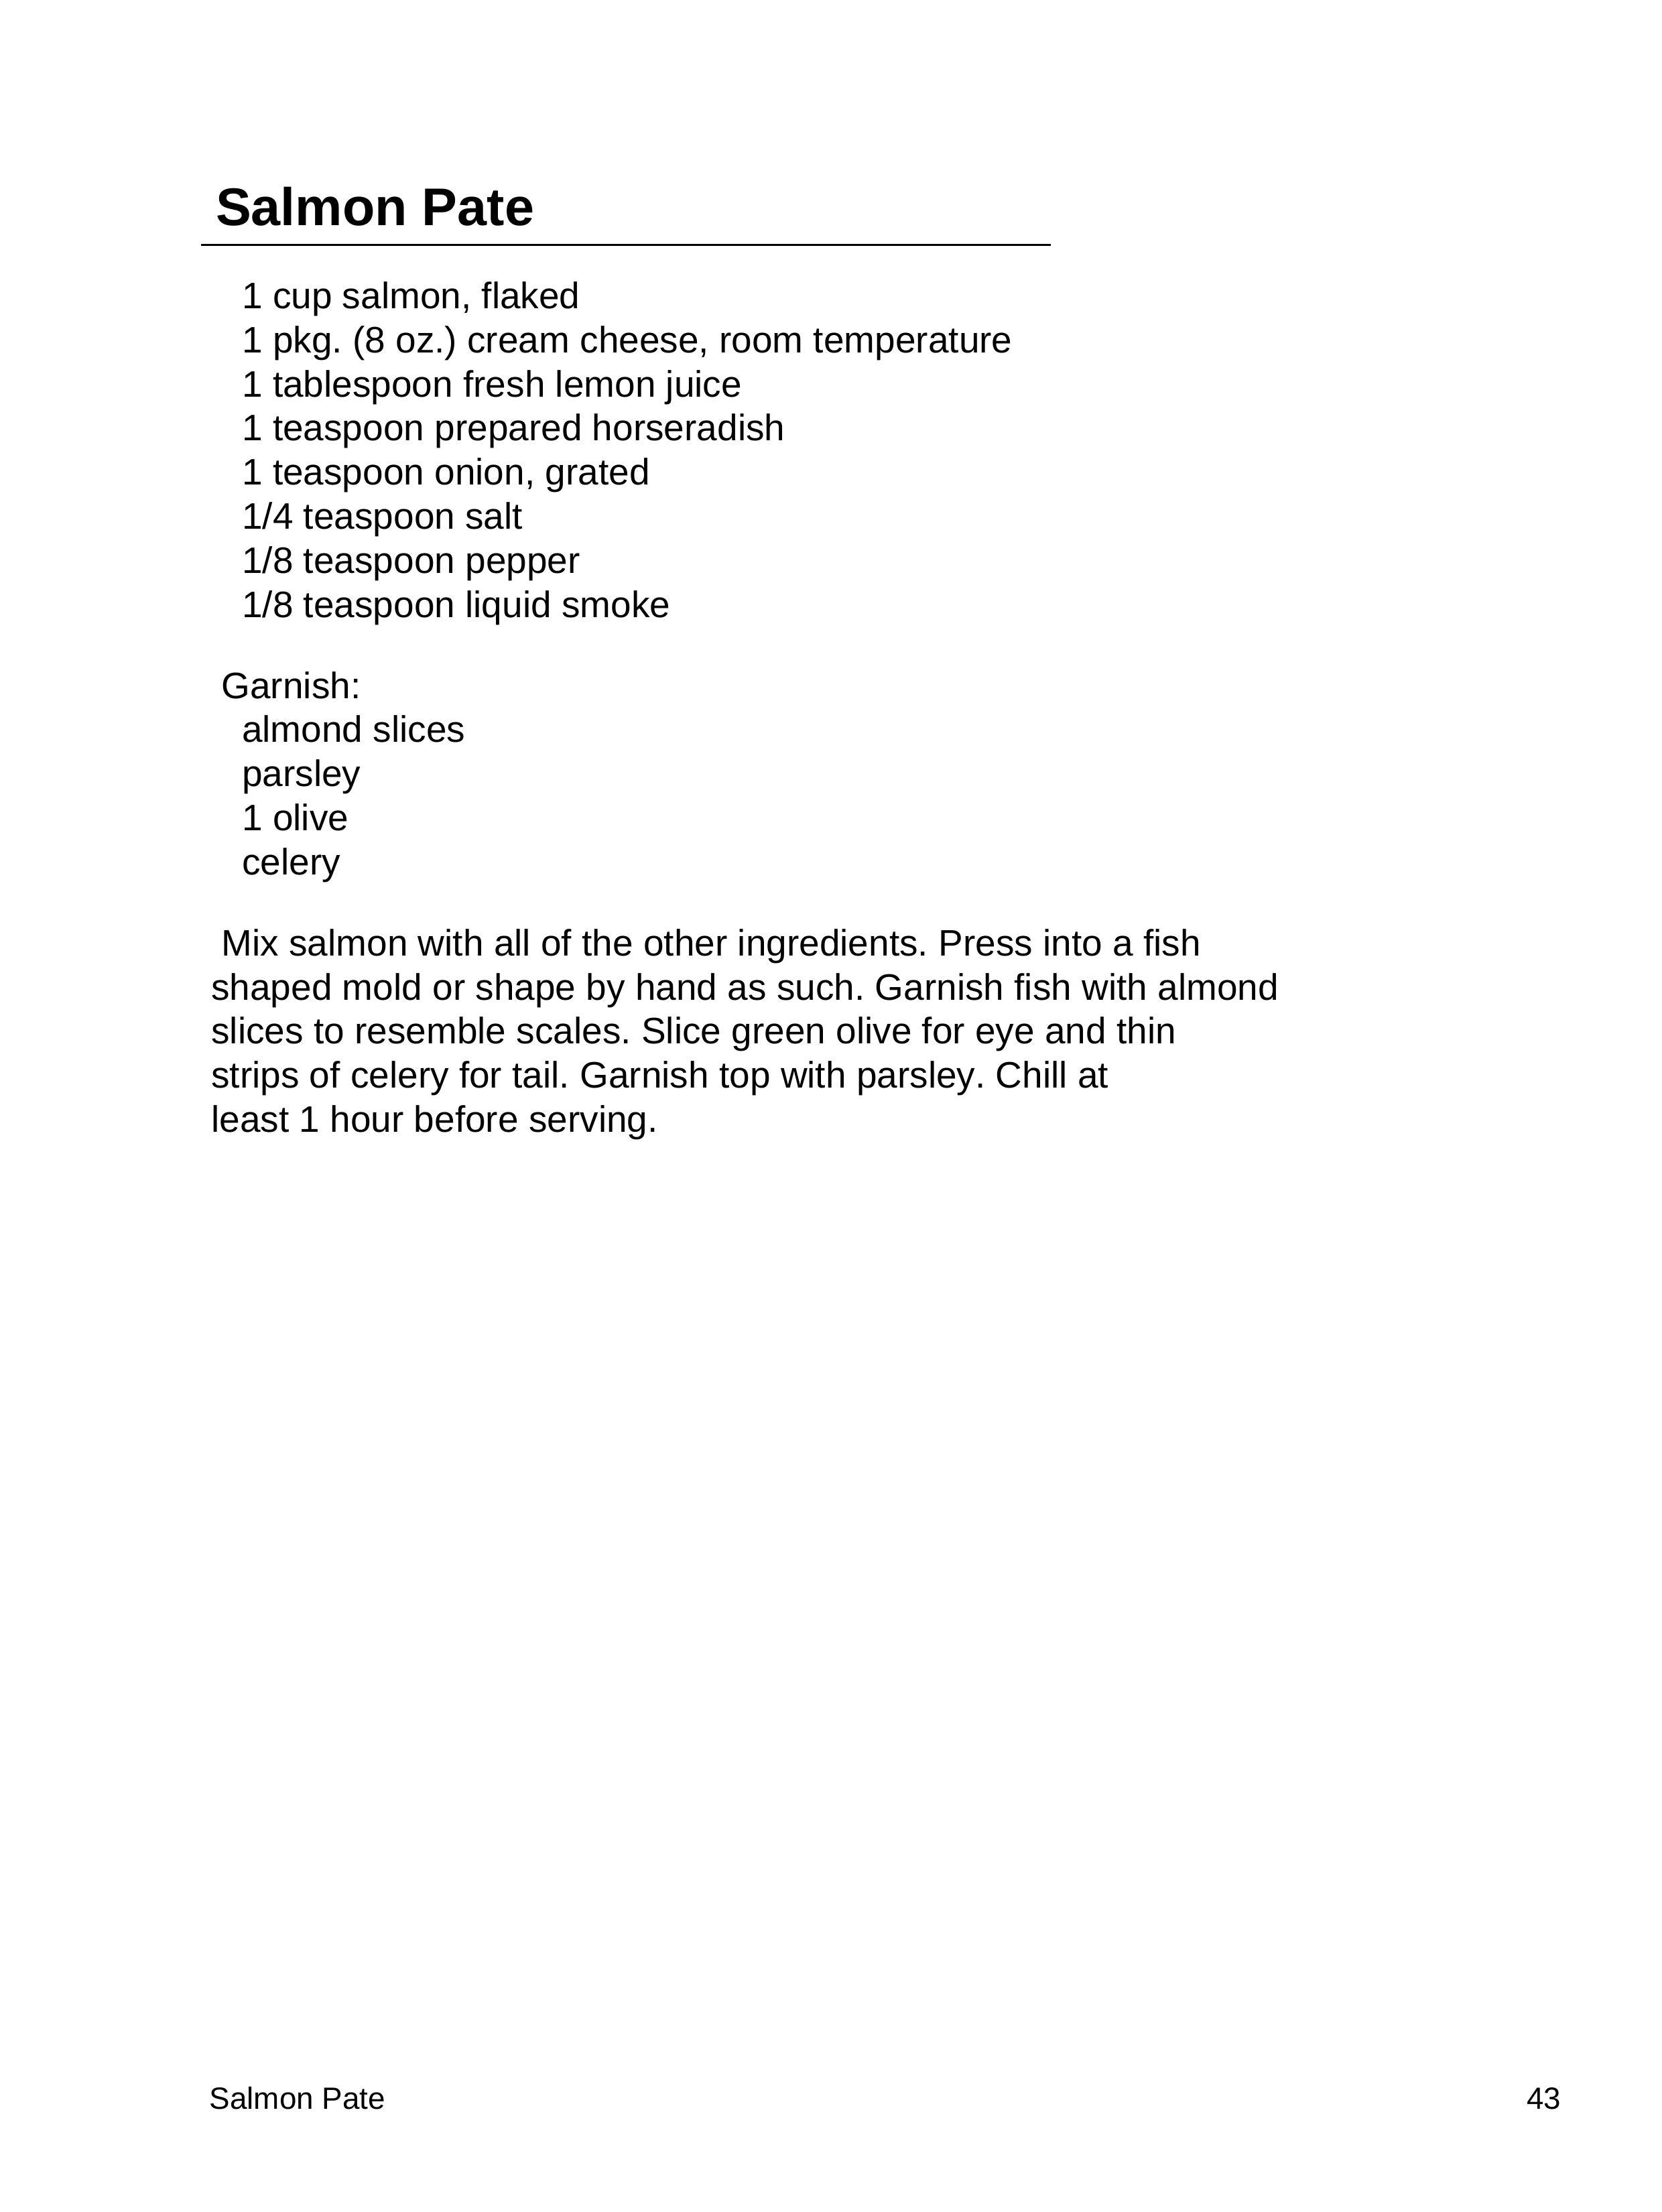 Salmon Pate
1 cup salmon, flaked
1 pkg. (8 oz.) cream cheese, room temperature
1 tablespoon fresh lemon juice
1 teaspoon prepared horseradish
1 teaspoon onion, grated
1/4 teaspoon salt
1/8 teaspoon pepper
1/8 teaspoon liquid smoke
Garnish:
almond slices
parsley
1 olive
celery
Mix salmon with all of the other ingredients. Press into a fish
shaped mold or shape by hand as such. Garnish fish with almond
slices to resemble scales. Slice green olive for eye and thin
strips of celery for tail. Garnish top with parsley. Chill at
least 1 hour before serving.
Salmon Pate 43